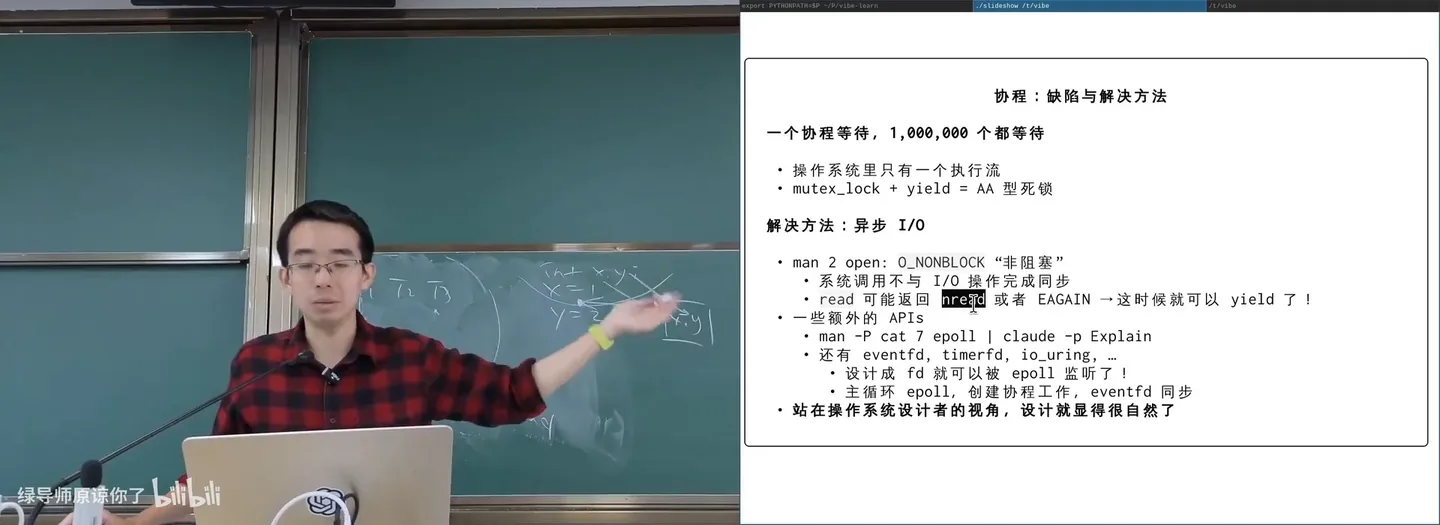 export PYTHONPATH=$P ~/P/vibe-learn
./slideshow /t/vibe
/t/vibe
协程：缺陷与解决方法
一个协程等待, 1,000,000 个都等待
• 操作系统里只有一个执行流
• mutex_lock + yield = AA 型死锁
解决方法：异步 I/O
• man 2 open: O_NONBLOCK “非阻塞”
• 系统调用不与 I/O 操作完成同步
• read 可能返回 nread 或者 EAGAIN →这时候就可以 yield 了！
• 一些额外的 APIs
• man -P cat 7 epoll | claude -p Explain
• 还有 eventfd, timerfd, io_uring, …
• 设计成 fd 就可以被 epoll 监听了！
• 主循环 epoll, 创建协程工作, eventfd 同步
• 站在操作系统设计者的视角, 设计就显得很自然了
T2 T3
int x,y;
x=1
y=2
x,y
绿导师原谅你了 bilibili